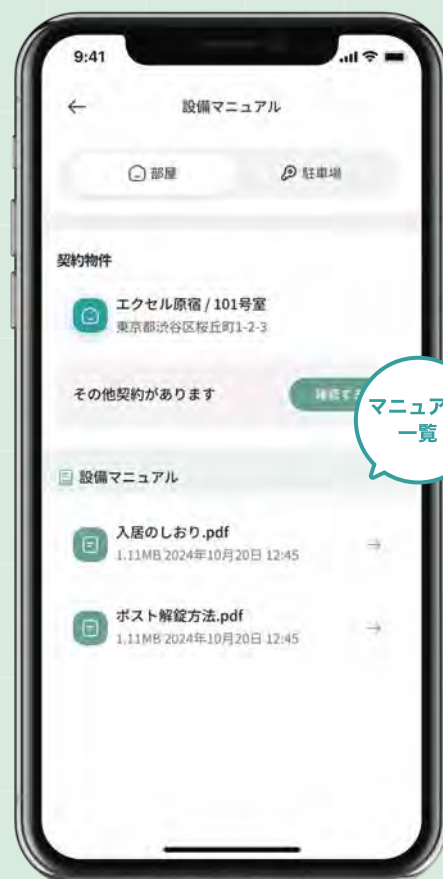 9:41
設備マニュアル
部屋
駐車場
契約物件
エクセル原宿 / 101号室
東京都渋谷区桜丘町1-2-3
その他契約があります
確認する
マニュア
一覧
設備マニュアル
入居のしおり.pdf
1.11MB 2024年10月20日 12:45
ポスト解錠方法.pdf
1.11MB 2024年10月20日 12:45